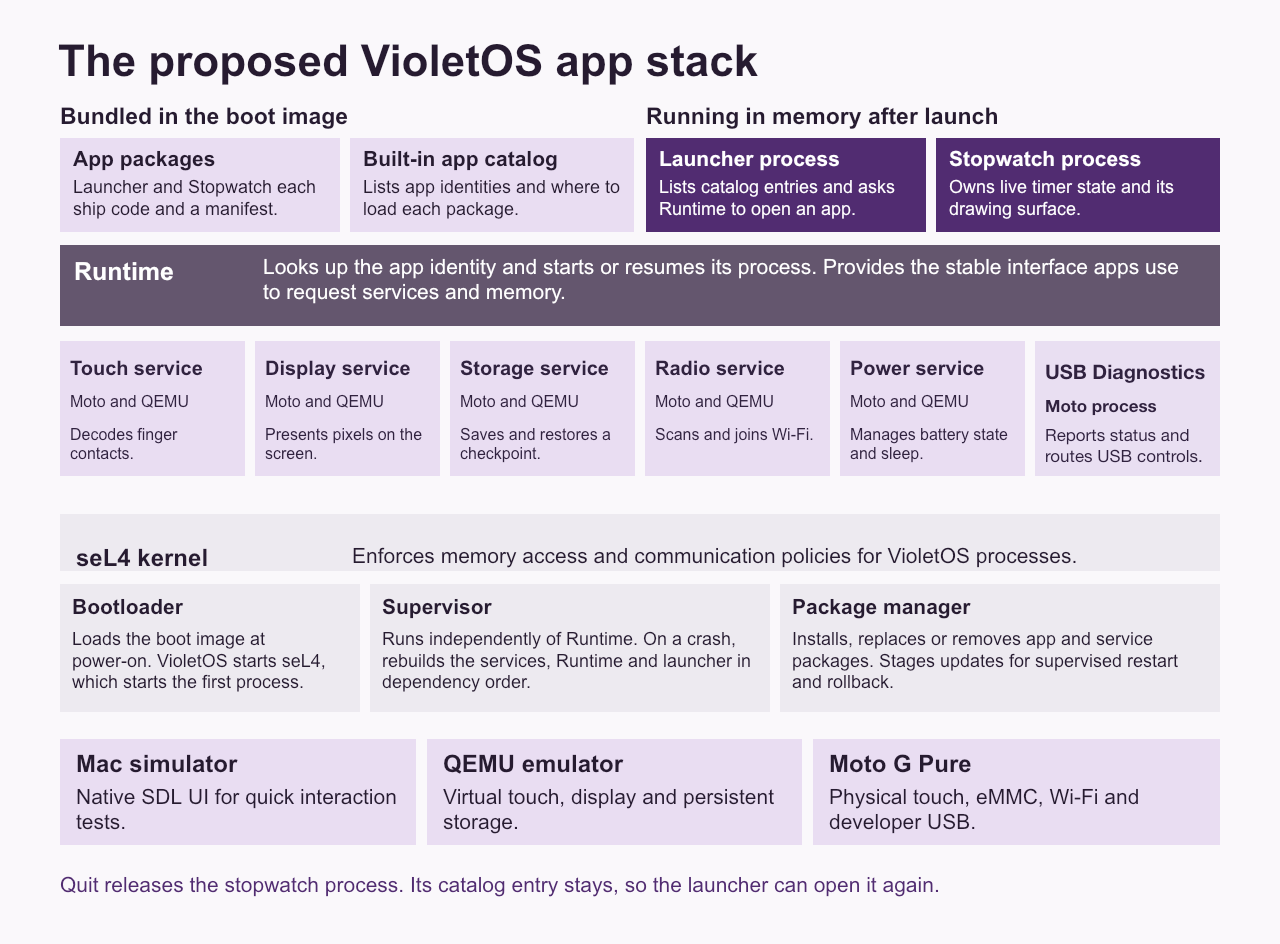 The proposed VioletOS app stack
Bundled in the boot image
Running in memory after launch
App packages
Launcher and Stopwatch each
ship code and a manifest.
Built-in app catalog
Lists app identities and where to
load each package.
Launcher process
Lists catalog entries and asks
Runtime to open an app.
Stopwatch process
Owns live timer state and its
drawing surface.
Runtime
Looks up the app identity and starts or resumes its process. Provides the stable interface apps use
to request services and memory.
Touch service
Moto and QEMU
Decodes finger
contacts.
Display service
Moto and QEMU
Presents pixels on the
screen.
Storage service
Moto and QEMU
Saves and restores a
checkpoint.
Radio service
Moto and QEMU
Scans and joins Wi-Fi.
Power service
Moto and QEMU
Manages battery state
and sleep.
USB Diagnostics
Moto process
Reports status and
routes USB controls.
seL4 kernel
Enforces memory access and communication policies for VioletOS processes.
Bootloader
Loads the boot image at
power-on. VioletOS starts seL4,
which starts the first process.
Supervisor
Runs independently of Runtime. On a crash,
rebuilds the services, Runtime and launcher in
dependency order.
Package manager
Installs, replaces or removes app and service
packages. Stages updates for supervised restart
and rollback.
Mac simulator
Native SDL UI for quick interaction
tests.
QEMU emulator
Virtual touch, display and persistent
storage.
Moto G Pure
Physical touch, eMMC, Wi-Fi and
developer USB.
Quit releases the stopwatch process. Its catalog entry stays, so the launcher can open it again.